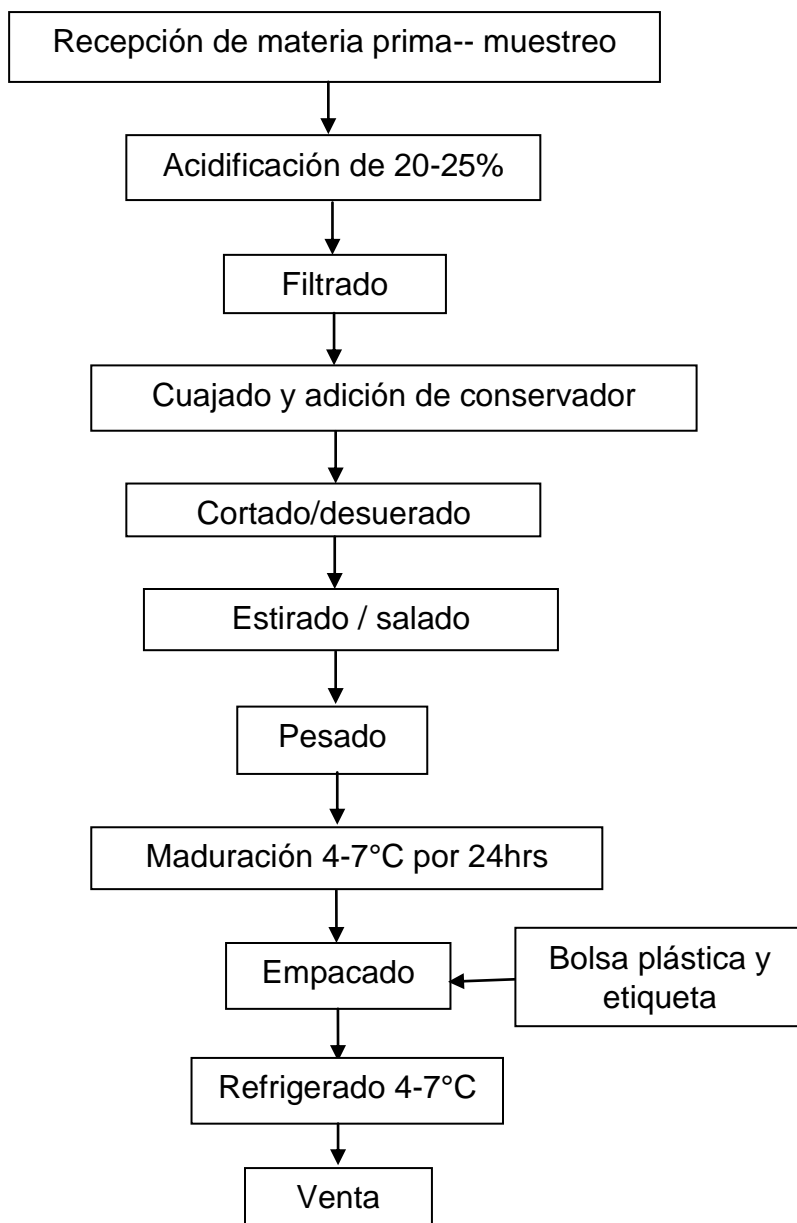 Recepción de materia prima-- muestreo
Acidificación de 20-25%
Filtrado
Cuajado y adición de conservador
Cortado/desuerado
Estirado / salado
Pesado
Maduración 4-7°C por 24hrs
Empacado
Bolsa plástica y
etiqueta
Refrigerado 4-7°C
Venta